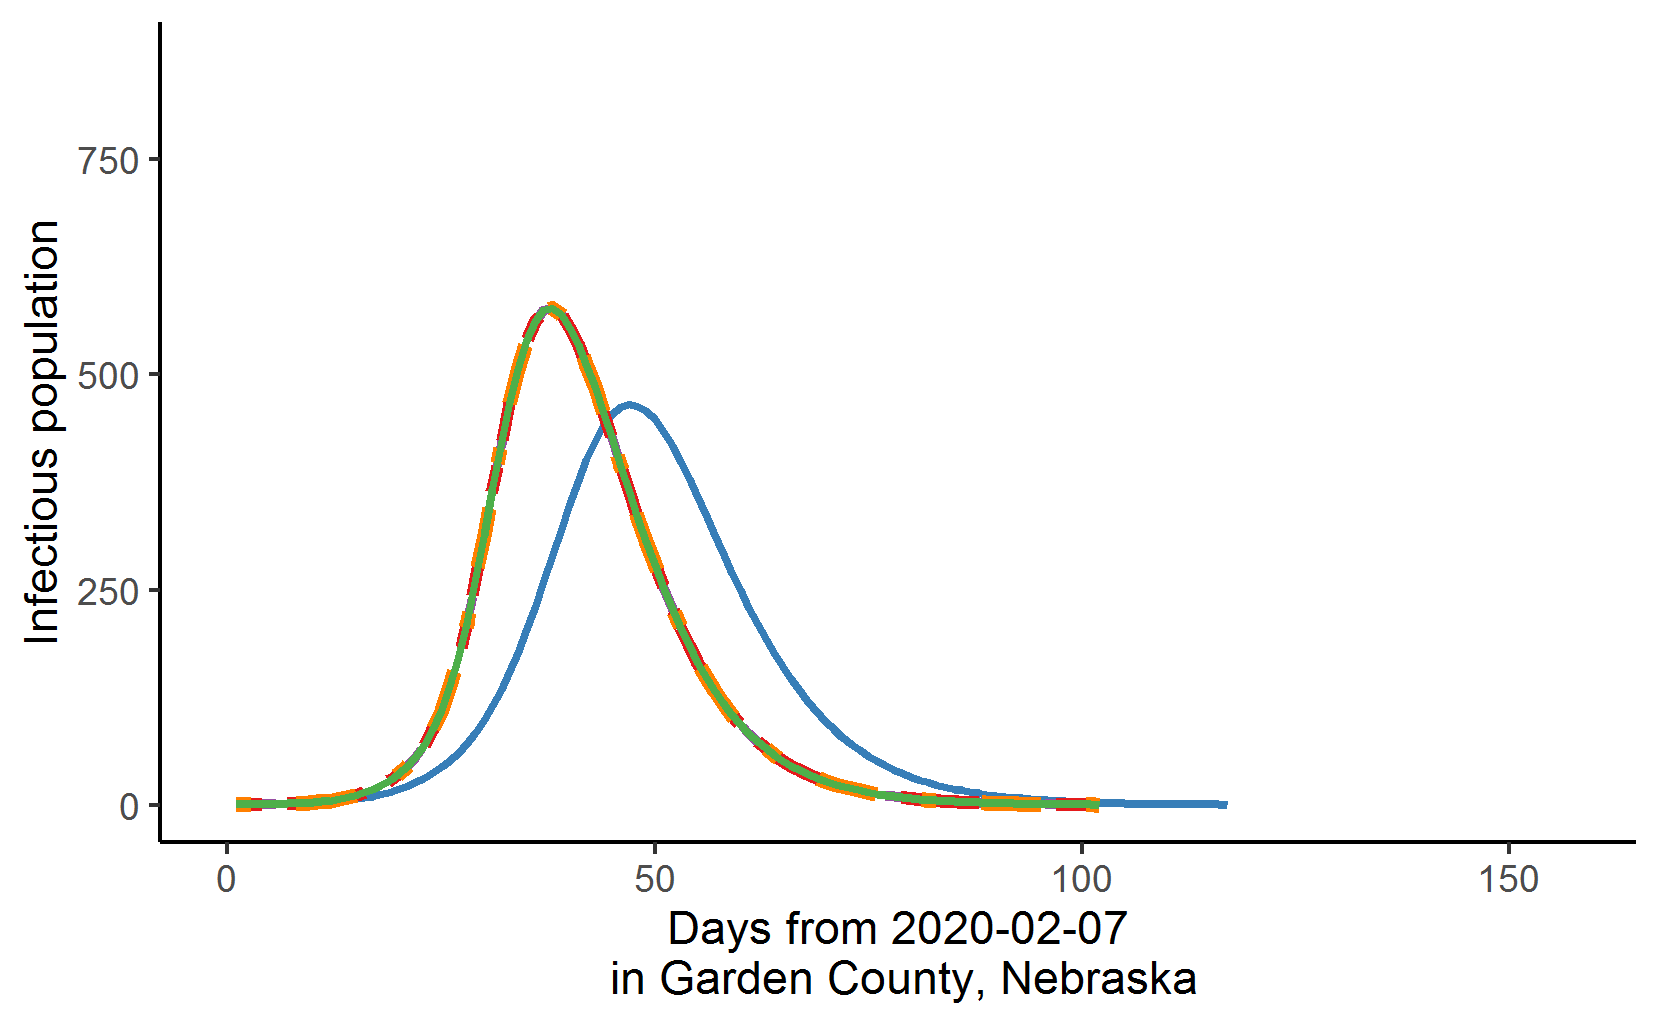 Infectious population
750
500
250
0
0 50 100 150
Days from 2020-02-07
in Garden County, Nebraska